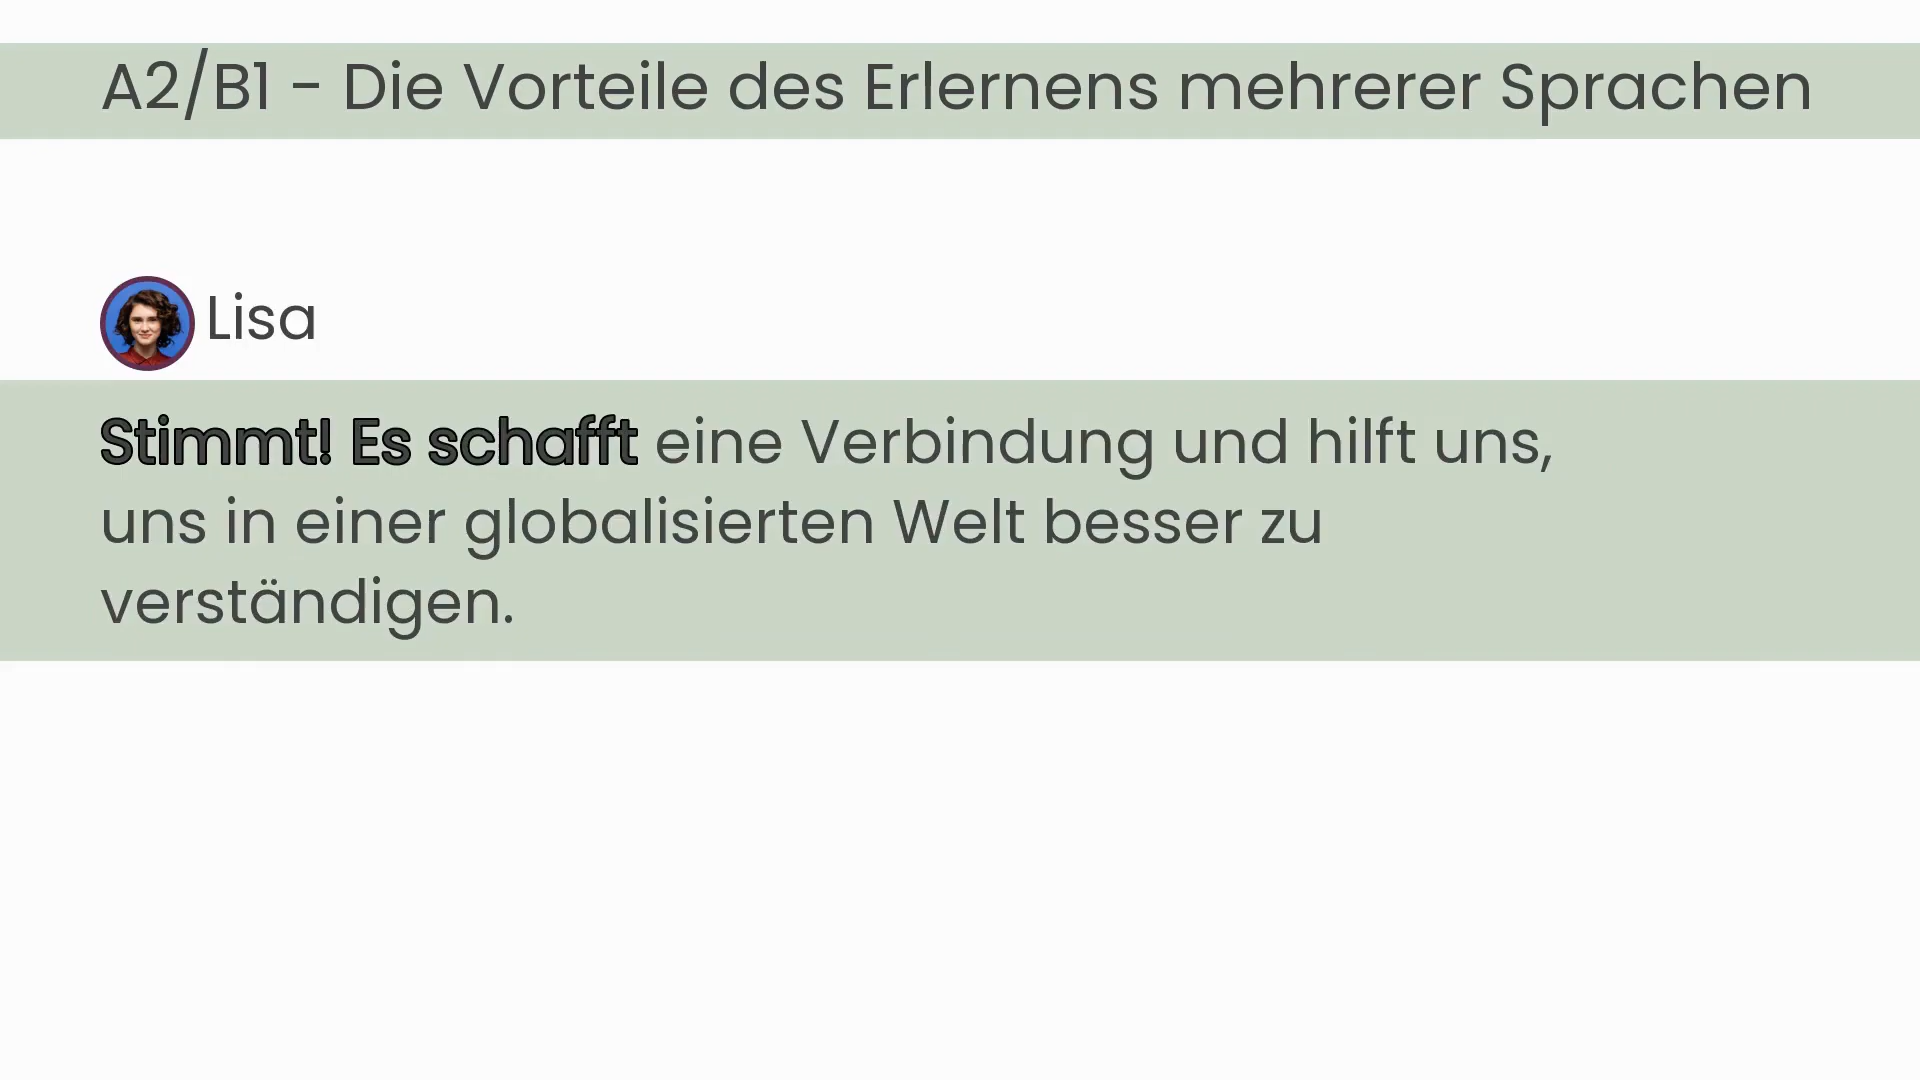 A2/B1 - Die Vorteile des Erlernens mehrerer Sprachen
Lisa
Stimmt! Es schafft eine Verbindung und hilft uns,
uns in einer globalisierten Welt besser zu
verständigen.